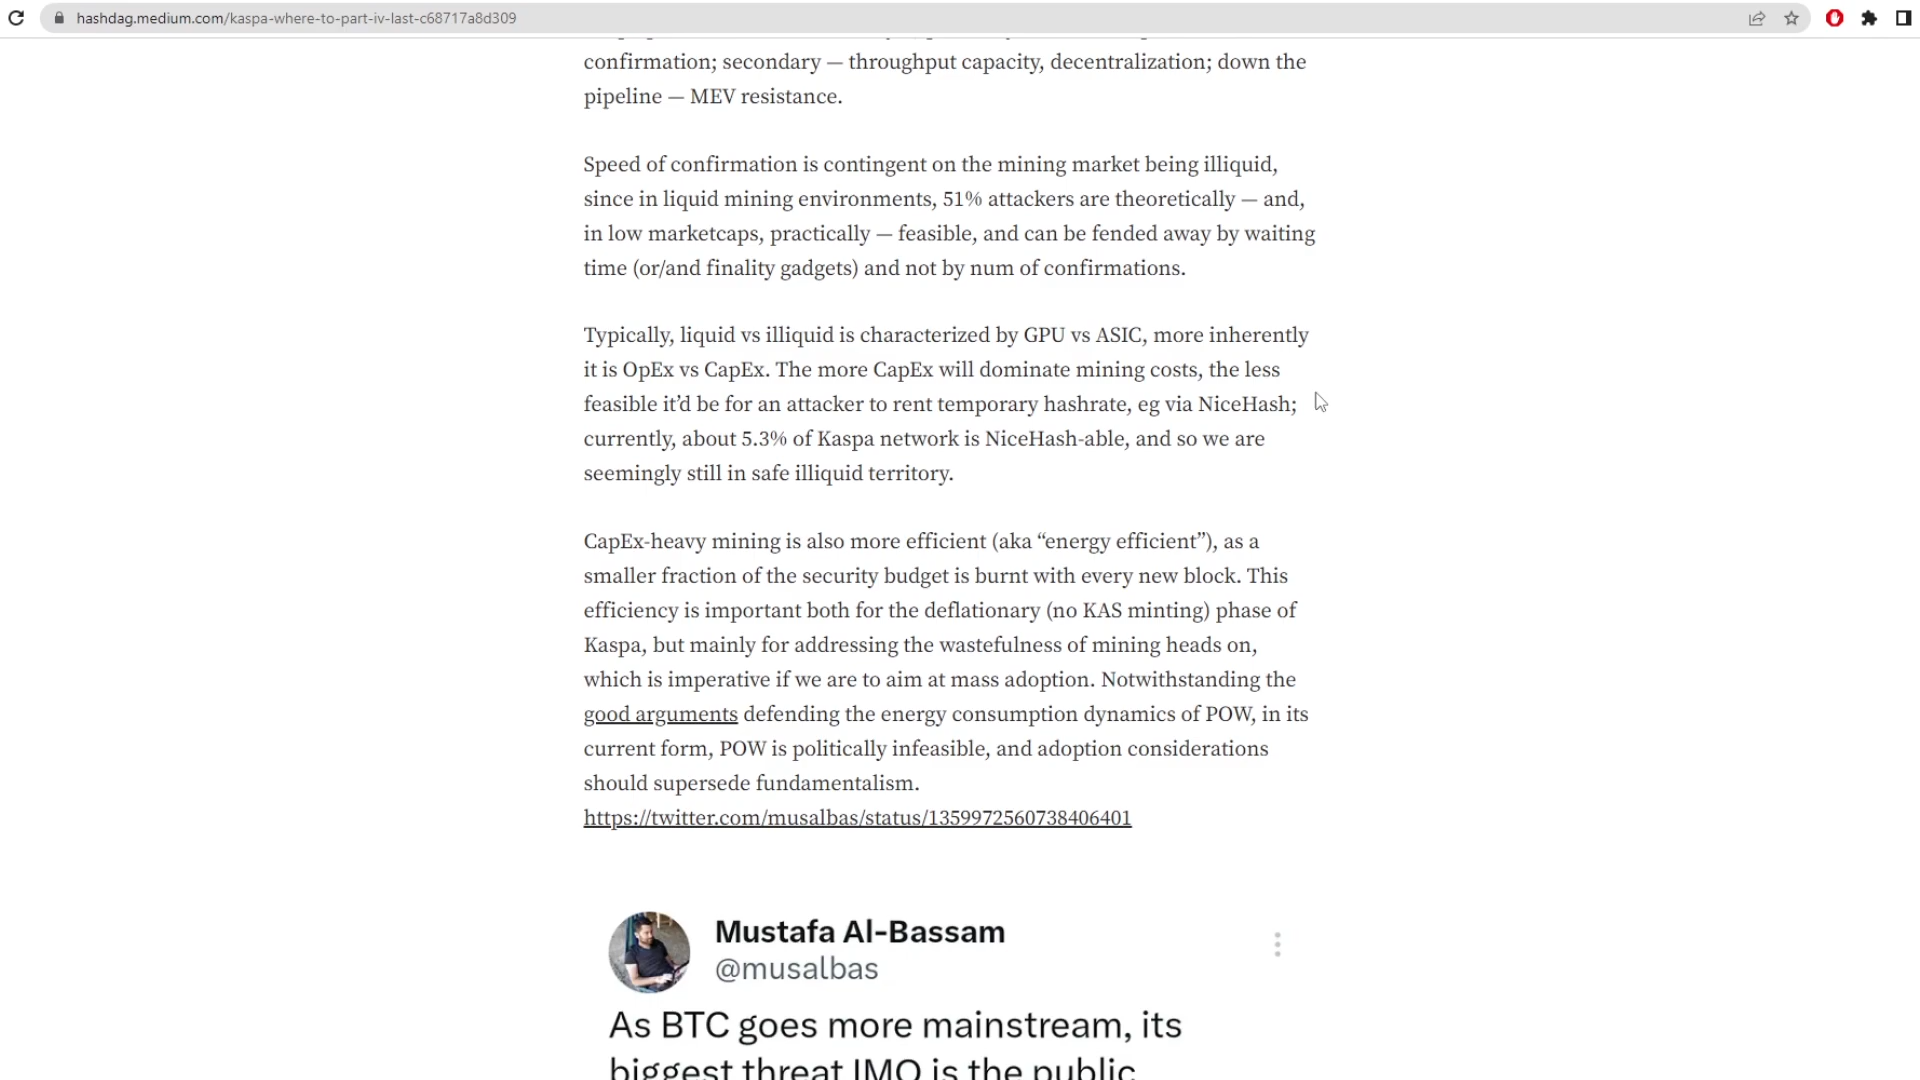 hashdag.medium.com/kaspa-where-to-part-iv-last-c68717a8d309
confirmation; secondary — throughput capacity, decentralization; down the
pipeline — MEV resistance.
Speed of confirmation is contingent on the mining market being illiquid,
since in liquid mining environments, 51% attackers are theoretically — and,
in low marketcaps, practically — feasible, and can be fended away by waiting
time (or/and finality gadgets) and not by num of confirmations.
Typically, liquid vs illiquid is characterized by GPU vs ASIC, more inherently
it is OpEx vs CapEx. The more CapEx will dominate mining costs, the less
feasible it’d be for an attacker to rent temporary hashrate, eg via NiceHash;
currently, about 5.3% of Kaspa network is NiceHash-able, and so we are
seemingly still in safe illiquid territory.
CapEx-heavy mining is also more efficient (aka “energy efficient”), as a
smaller fraction of the security budget is burnt with every new block. This
efficiency is important both for the deflationary (no KAS minting) phase of
Kaspa, but mainly for addressing the wastefulness of mining heads on,
which is imperative if we are to aim at mass adoption. Notwithstanding the
good arguments defending the energy consumption dynamics of POW, in its
current form, POW is politically infeasible, and adoption considerations
should supersede fundamentalism.
https://twitter.com/musalbas/status/1359972560738406401
Mustafa Al-Bassam
@musalbas
As BTC goes more mainstream, its
biggest threat IMO is the public